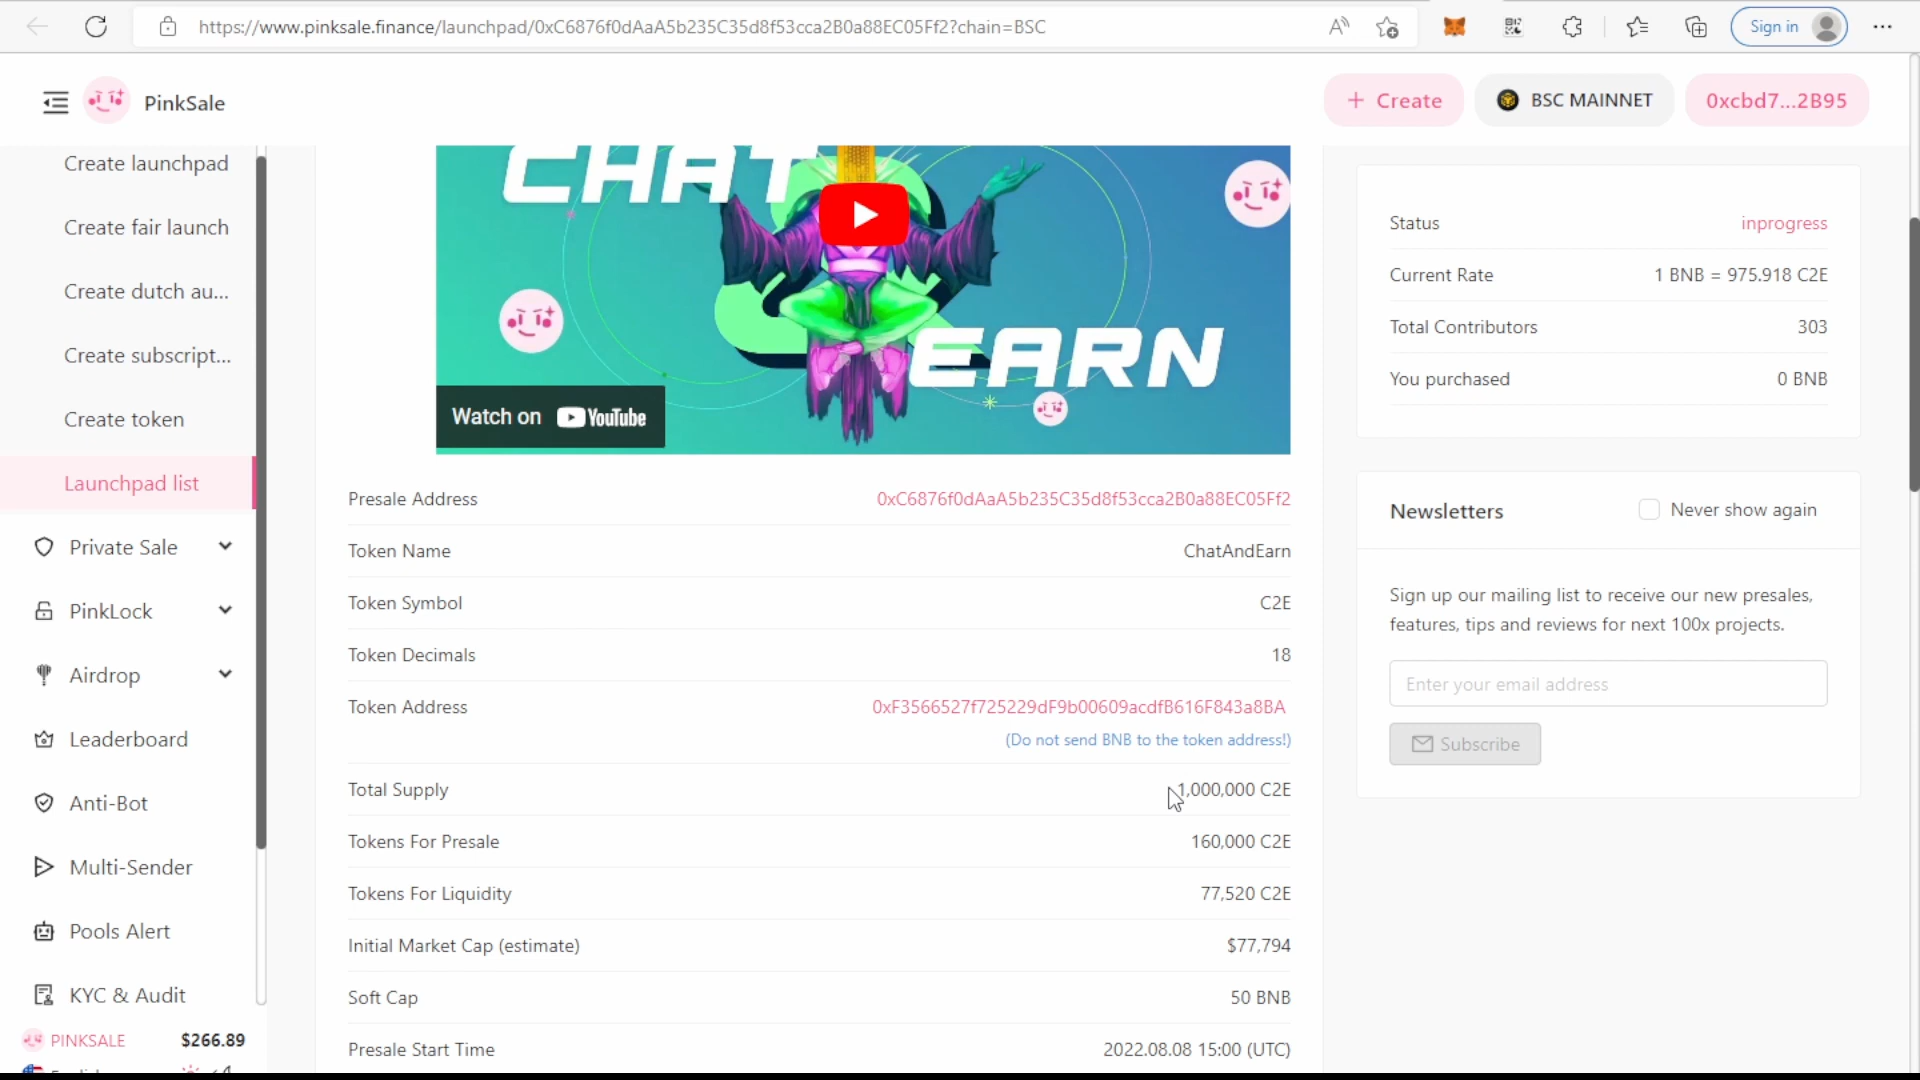 https://www.pinksale.finance/launchpad/0xC6876f0dAaA5b235C35d8f53cca2B0a88EC05Ff2?chain=BSC
Sign in
PinkSale
+ Create
BSC MAINNET
0xcbd7...2B95
Create launchpad
Create fair launch
Create dutch au...
Create subscript...
Create token
Launchpad list
Private Sale
PinkLock
Airdrop
Leaderboard
Anti-Bot
Multi-Sender
Pools Alert
KYC & Audit
PINKSALE $266.89
CHAT
EARN
Watch on YouTube
Presale Address 0xC6876f0dAaA5b235C35d8f53cca2B0a88EC05Ff2
Token Name ChatAndEarn
Token Symbol C2E
Token Decimals 18
Token Address 0xF3566527f725229dF9b00609acdfB616F843a8BA
(Do not send BNB to the token address!)
Total Supply 1,000,000 C2E
Tokens For Presale 160,000 C2E
Tokens For Liquidity 77,520 C2E
Initial Market Cap (estimate) $77,794
Soft Cap 50 BNB
Presale Start Time 2022.08.08 15:00 (UTC)
Status inprogress
Current Rate 1 BNB = 975.918 C2E
Total Contributors 303
You purchased 0 BNB
Newsletters Never show again
Sign up our mailing list to receive our new presales,
features, tips and reviews for next 100x projects.
Enter your email address
Subscribe